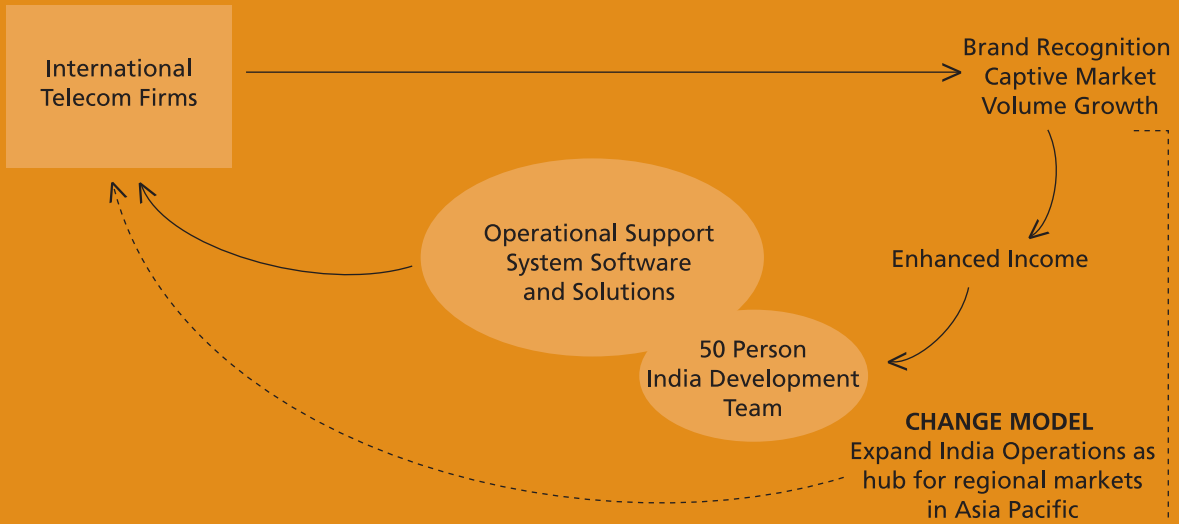 International
Telecom Firms
Brand Recognition
Captive Market
Volume Growth
Operational Support
System Software
and Solutions
Enhanced Income
50 Person
India Development
Team
CHANGE MODEL
Expand India Operations as
hub for regional markets
in Asia Pacific